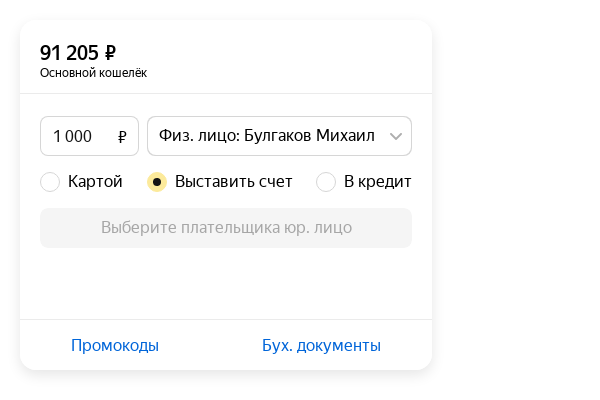 91 205 ₽
Основной кошелёк
1 000 ₽
Физ. лицо: Булгаков Михаил
Картой
Выставить счет
В кредит
Выберите плательщика юр. лицо
Промокоды
Бух. документы